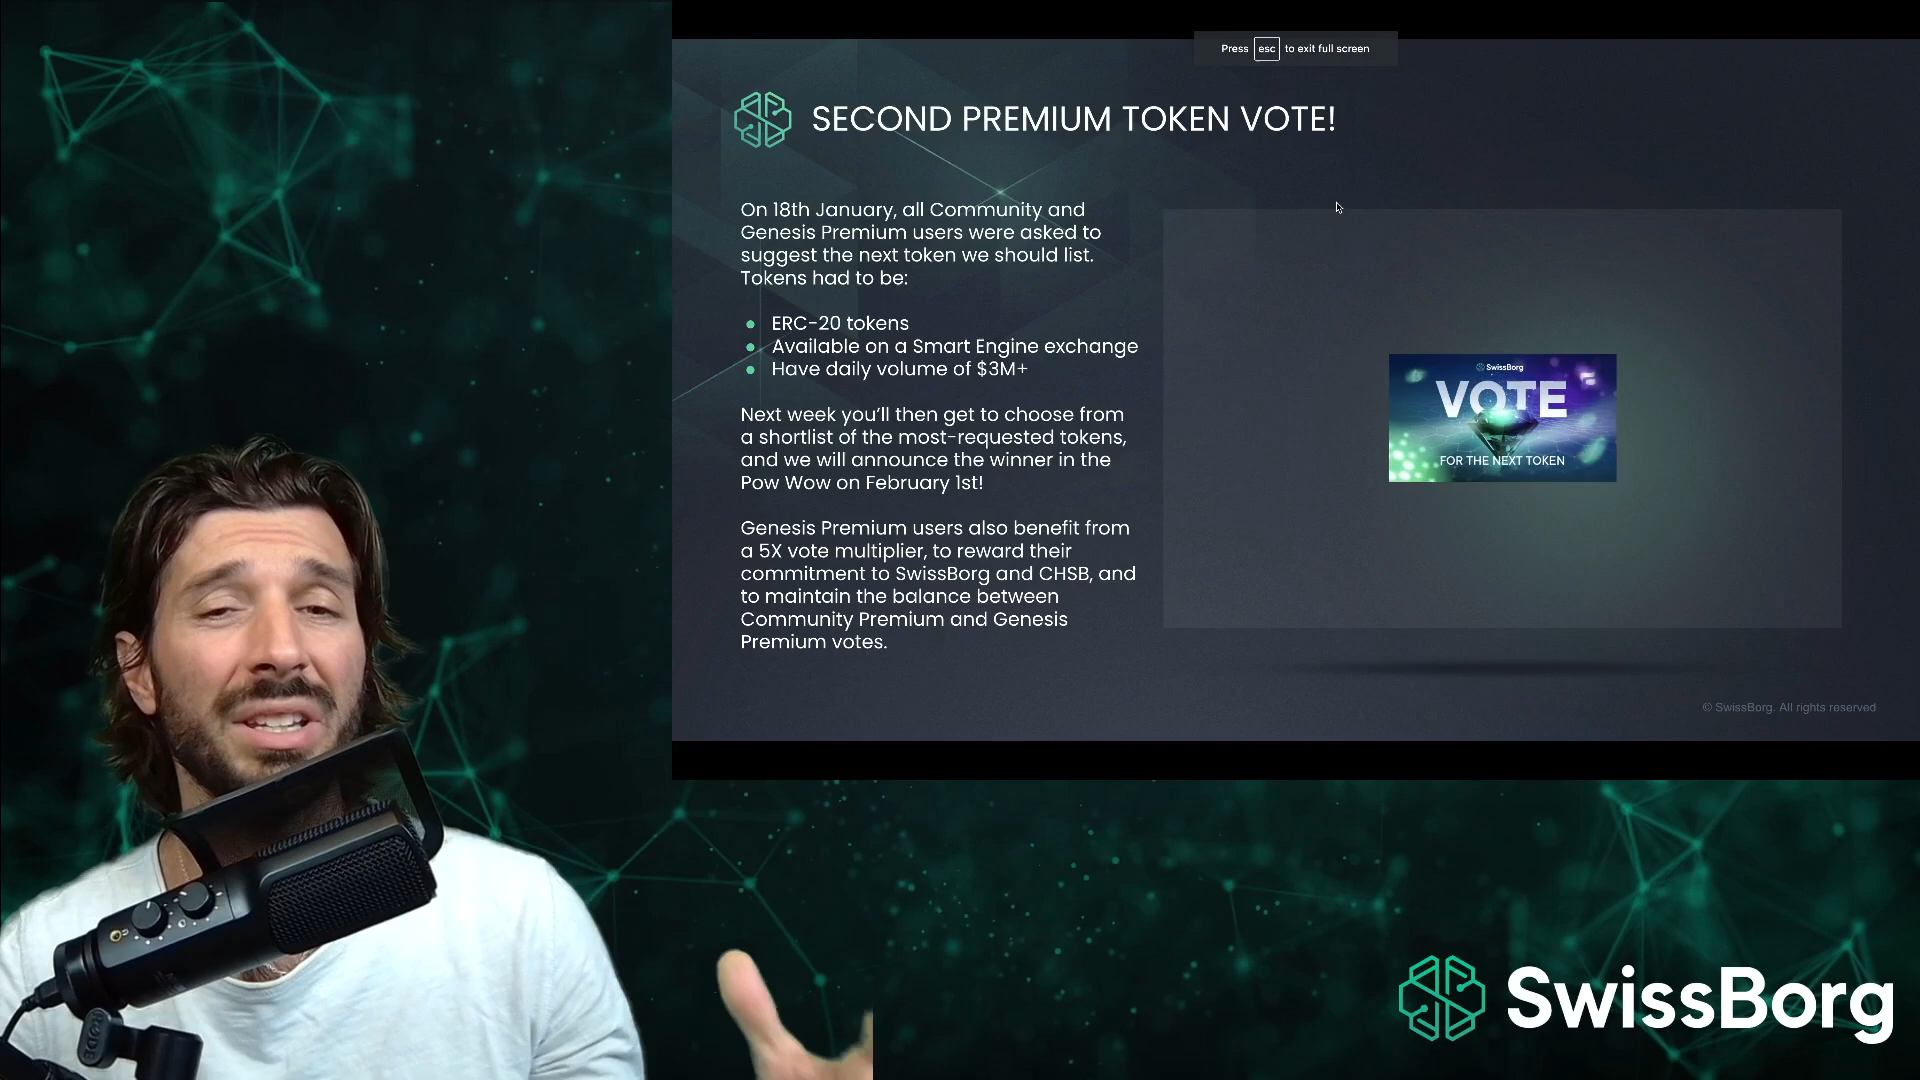 Press esc to exit full screen
SECOND PREMIUM TOKEN VOTE!
On 18th January, all Community and
Genesis Premium users were asked to
suggest the next token we should list.
Tokens had to be:
ERC-20 tokens
Available on a Smart Engine exchange
Have daily volume of $3M+
Next week you'll then get to choose from
a shortlist of the most-requested tokens,
and we will announce the winner in the
Pow Wow on February 1st!
Genesis Premium users also benefit from
a 5X vote multiplier, to reward their
commitment to SwissBorg and CHSB, and
to maintain the balance between
Community Premium and Genesis
Premium votes.
SwissBorg
VOTE
FOR THE NEXT TOKEN
© SwissBorg. All rights reserved
SwissBorg